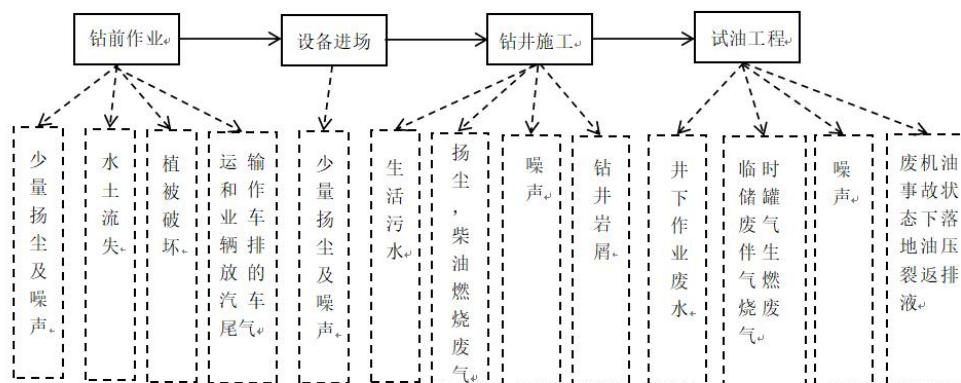 钻前作业
设备进场
钻井施工
试油工程
少量扬尘及噪声
水土流失
植被破坏
运输和作业车辆排放的汽车尾气
少量扬尘及噪声
生活污水
扬尘，柴油燃烧废气
噪声
钻井岩屑
井下作业废水
临时储罐废气伴生气燃烧废气
噪声
废机油事故状态下落地油压裂返排液